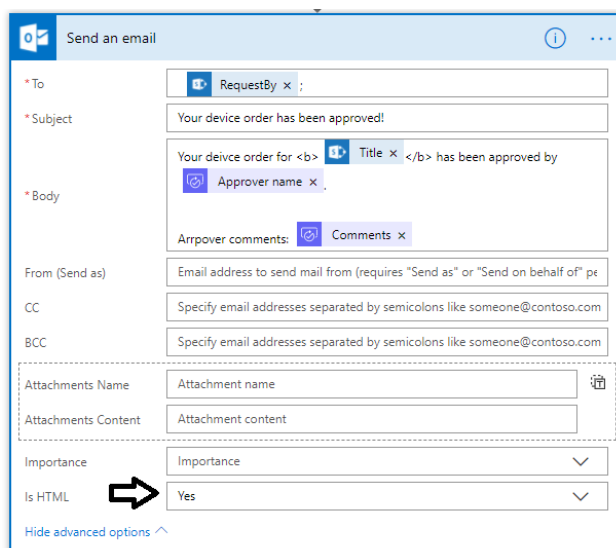 Send an email
* To RequestBy × ;
* Subject Your device order has been approved!
Your deivce order for <b> Title × </b> has been approved by
Approver name × .
* Body
Arrpover comments: Comments ×
From (Send as) Email address to send mail from (requires "Send as" or "Send on behalf of" pe
CC Specify email addresses separated by semicolons like someone@contoso.com
BCC Specify email addresses separated by semicolons like someone@contoso.com
Attachments Name Attachment name
Attachments Content Attachment content
Importance Importance
Is HTML Yes
Hide advanced options